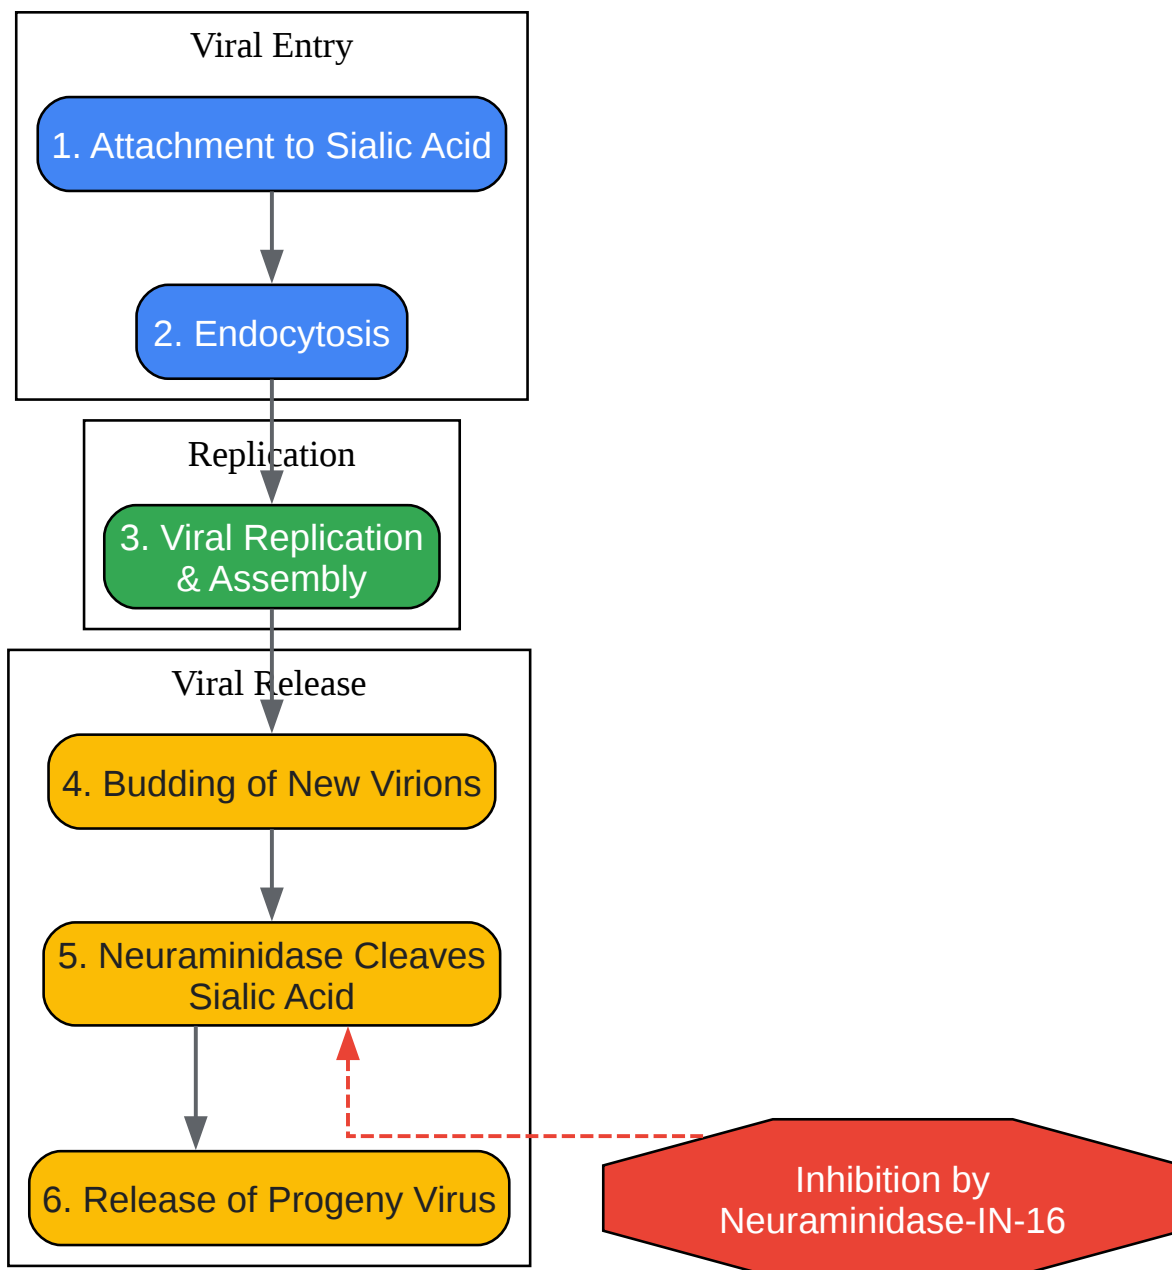 Viral Entry
1. Attachment to Sialic Acid
2. Endocytosis
Replication
3. Viral Replication
& Assembly
Viral Release
4. Budding of New Virions
5. Neuraminidase Cleaves
Sialic Acid
6. Release of Progeny Virus
Inhibition by
Neuraminidase-IN-16